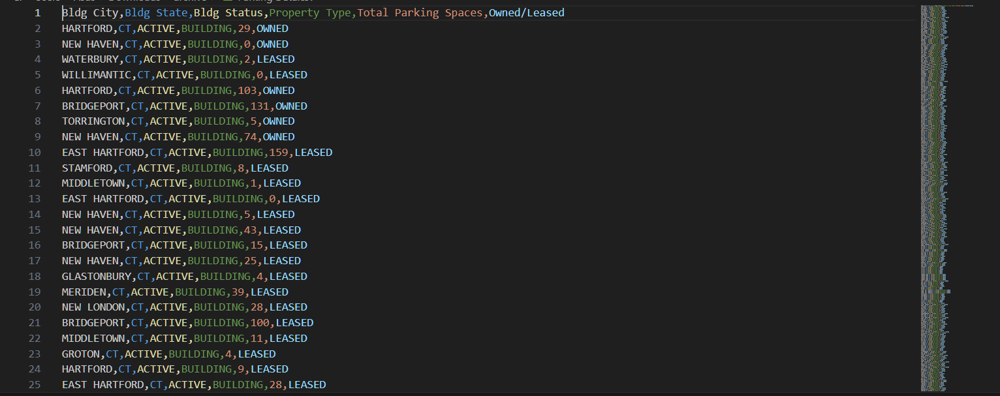 1 Bldg City,Bldg State,Bldg Status,Property Type,Total Parking Spaces,Owned/Leased
2 HARTFORD,CT,ACTIVE,BUILDING,29,OWNED
3 NEW HAVEN,CT,ACTIVE,BUILDING,0,OWNED
4 WATERBURY,CT,ACTIVE,BUILDING,2,LEASED
5 WILLIMANTIC,CT,ACTIVE,BUILDING,0,LEASED
6 HARTFORD,CT,ACTIVE,BUILDING,103,OWNED
7 BRIDGEPORT,CT,ACTIVE,BUILDING,131,OWNED
8 TORRINGTON,CT,ACTIVE,BUILDING,5,OWNED
9 NEW HAVEN,CT,ACTIVE,BUILDING,74,OWNED
10 EAST HARTFORD,CT,ACTIVE,BUILDING,159,LEASED
11 STAMFORD,CT,ACTIVE,BUILDING,8,LEASED
12 MIDDLETOWN,CT,ACTIVE,BUILDING,1,LEASED
13 EAST HARTFORD,CT,ACTIVE,BUILDING,0,LEASED
14 NEW HAVEN,CT,ACTIVE,BUILDING,5,LEASED
15 NEW HAVEN,CT,ACTIVE,BUILDING,43,LEASED
16 BRIDGEPORT,CT,ACTIVE,BUILDING,15,LEASED
17 NEW HAVEN,CT,ACTIVE,BUILDING,25,LEASED
18 GLASTONBURY,CT,ACTIVE,BUILDING,4,LEASED
19 MERIDEN,CT,ACTIVE,BUILDING,39,LEASED
20 NEW LONDON,CT,ACTIVE,BUILDING,28,LEASED
21 BRIDGEPORT,CT,ACTIVE,BUILDING,100,LEASED
22 MIDDLETOWN,CT,ACTIVE,BUILDING,11,LEASED
23 GROTON,CT,ACTIVE,BUILDING,4,LEASED
24 HARTFORD,CT,ACTIVE,BUILDING,9,LEASED
25 EAST HARTFORD,CT,ACTIVE,BUILDING,28,LEASED